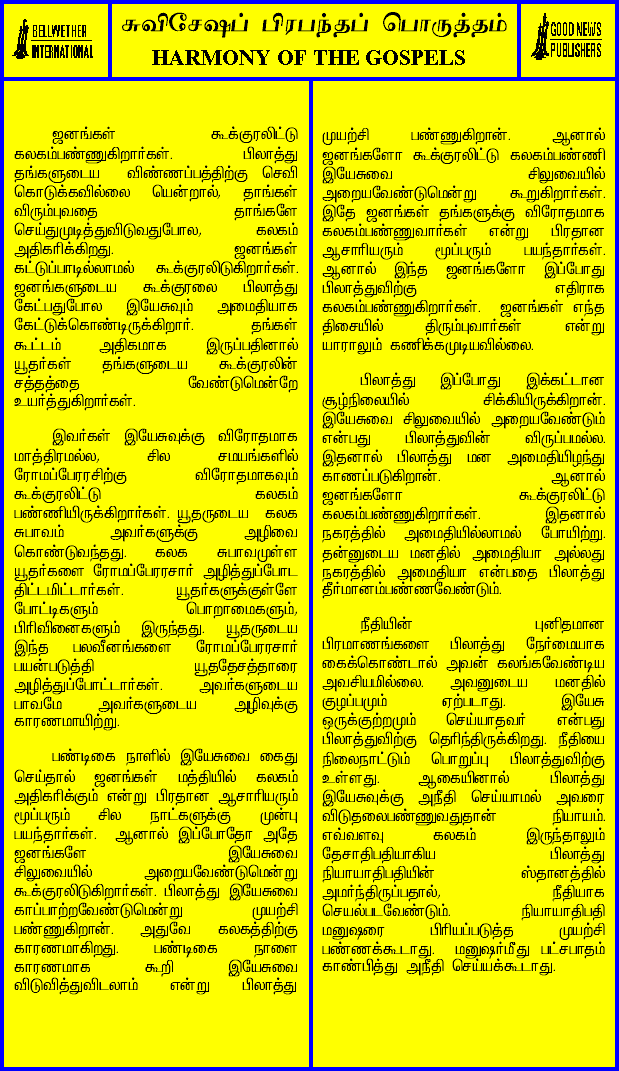 BELLWETHER
INTERNATIONAL
சுவிசேஷப் பிரபந்தப் பொருத்தம்
HARMONY OF THE GOSPELS
GOOD NEWS
PUBLISHERS
ஜனங்கள் கூக்குரலிட்டு
கலகம்பண்ணுகிறார்கள். பிலாத்து
தங்களுடைய விண்ணப்பத்திற்கு செவி
கொடுக்கவில்லை யென்றால், தாங்கள்
விரும்புவதை தாங்களே
செய்துமுடித்துவிடுவதுபோல, கலகம்
அதிகரிக்கிறது. ஜனங்கள்
கட்டுப்பாடில்லாமல் கூக்குரலிடுகிறார்கள்.
ஜனங்களுடைய கூக்குரலை பிலாத்து
கேட்பதுபோல இயேசுவும் அமைதியாக
கேட்டுக்கொண்டிருக்கிறார். தங்கள்
கூட்டம் அதிகமாக இருப்பதினால்
யூதர்கள் தங்களுடைய கூக்குரலின்
சத்தத்தை வேண்டுமென்றே
உயர்த்துகிறார்கள்.
இவர்கள் இயேசுவுக்கு விரோதமாக
மாத்திரமல்ல, சில சமயங்களில்
ரோமப்பேரரசிற்கு விரோதமாகவும்
கூக்குரலிட்டு கலகம்
பண்ணியிருக்கிறார்கள். யூதருடைய கலக
சுபாவம் அவர்களுக்கு அழிவை
கொண்டுவந்தது. கலக சுபாவமுள்ள
யூதர்களை ரோமப்பேரரசார் அழித்துப்போட
திட்டமிட்டார்கள். யூதர்களுக்குள்ளே
போட்டிகளும் பொறாமைகளும்,
பிரிவினைகளும் இருந்தது. யூதருடைய
இந்த பலவீனங்களை ரோமப்பேரரசார்
பயன்படுத்தி யூததேசத்தாரை
அழித்துப்போட்டார்கள். அவர்களுடைய
பாவமே அவர்களுடைய அழிவுக்கு
காரணமாயிற்று.
பண்டிகை நாளில் இயேசுவை கைது
செய்தால் ஜனங்கள் மத்தியில் கலகம்
அதிகரிக்கும் என்று பிரதான ஆசாரியரும்
மூப்பரும் சில நாட்களுக்கு முன்பு
பயந்தார்கள். ஆனால் இப்போதோ அதே
ஜனங்களே இயேசுவை
சிலுவையில் அறையவேண்டுமென்று
கூக்குரலிடுகிறார்கள். பிலாத்து இயேசுவை
காப்பாற்றவேண்டுமென்று முயற்சி
பண்ணுகிறான். அதுவே கலகத்திற்கு
காரணமாகிறது. பண்டிகை நாளை
காரணமாக கூறி இயேசுவை
விடுவித்துவிடலாம் என்று பிலாத்து
முயற்சி பண்ணுகிறான். ஆனால்
ஜனங்களோ கூக்குரலிட்டு கலகம்பண்ணி
இயேசுவை சிலுவையில்
அறையவேண்டுமென்று கூறுகிறார்கள்.
இதே ஜனங்கள் தங்களுக்கு விரோதமாக
கலகம்பண்ணுவார்கள் என்று பிரதான
ஆசாரியரும் மூப்பரும் பயந்தார்கள்.
ஆனால் இந்த ஜனங்களோ இப்போது
பிலாத்துவிற்கு எதிராக
கலகம்பண்ணுகிறார்கள். ஜனங்கள் எந்த
திசையில் திரும்புவார்கள் என்று
யாராலும் கணிக்கமுடியவில்லை.
பிலாத்து இப்போது இக்கட்டான
சூழ்நிலையில் சிக்கியிருக்கிறான்.
இயேசுவை சிலுவையில் அறையவேண்டும்
என்பது பிலாத்துவின் விருப்பமல்ல.
இதனால் பிலாத்து மன அமைதியிழந்து
காணப்படுகிறான். ஆனால்
ஜனங்களோ கூக்குரலிட்டு
கலகம்பண்ணுகிறார்கள். இதனால்
நகரத்தில் அமைதியில்லாமல் போயிற்று.
தன்னுடைய மனதில் அமைதியா அல்லது
நகரத்தில் அமைதியா என்பதை பிலாத்து
தீர்மானம்பண்ணவேண்டும்.
நீதியின் புனிதமான
பிரமாணங்களை பிலாத்து நேர்மையாக
கைக்கொண்டால் அவன் கலங்கவேண்டிய
அவசியமில்லை. அவனுடைய மனதில்
குழப்பமும் ஏற்படாது. இயேசு
ஒருக்குற்றமும் செய்யாதவர் என்பது
பிலாத்துவிற்கு தெரிந்திருக்கிறது. நீதியை
நிலைநாட்டும் பொறுப்பு பிலாத்துவிற்கு
உள்ளது. ஆகையினால் பிலாத்து
இயேசுவுக்கு அநீதி செய்யாமல் அவரை
விடுதலைபண்ணுவதுதான் நியாயம்.
எவ்வளவு கலகம் இருந்தாலும்
தேசாதிபதியாகிய பிலாத்து
நியாயாதிபதியின் ஸ்தானத்தில்
அமர்ந்திருப்பதால், நீதியாக
செயல்படவேண்டும். நியாயாதிபதி
மனுஷரை பிரியப்படுத்த முயற்சி
பண்ணக்கூடாது. மனுஷர்மீது பட்சபாதம்
காண்பித்து அநீதி செய்யக்கூடாது.